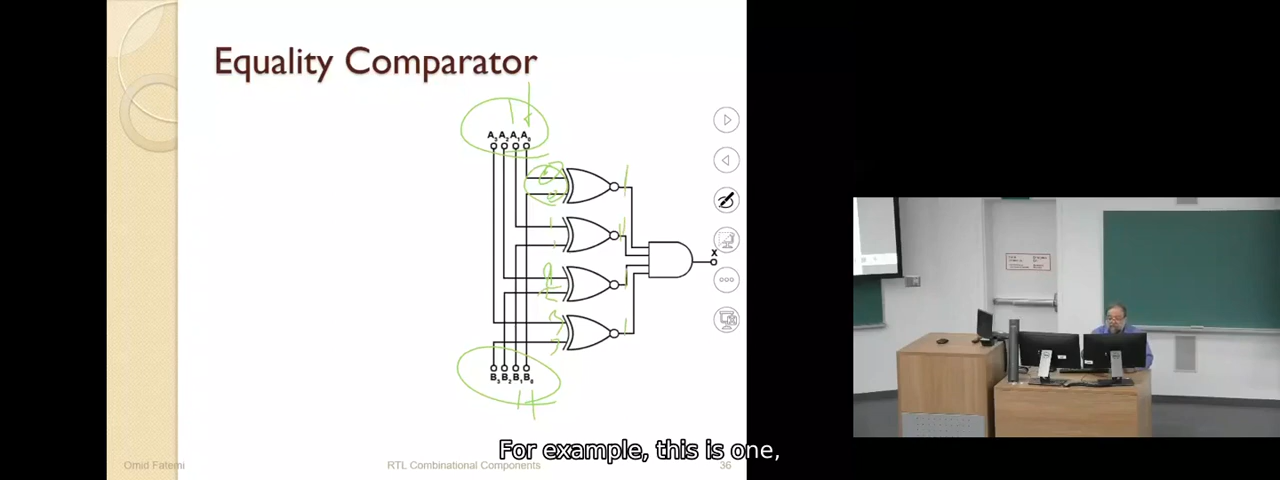 Equality Comparator
A3 A2 A1 A0
X
B3 B2 B1 B0
For example, this is one,
Omid Fatemi
RTL Combinational Components
36